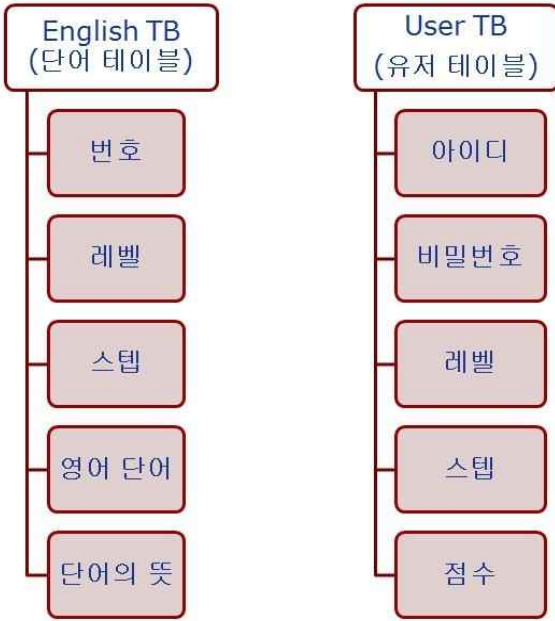 English TB
(단어 테이블)
번호
레벨
스텝
영어 단어
단어의 뜻
User TB
(유저 테이블)
아이디
비밀번호
레벨
스텝
점수